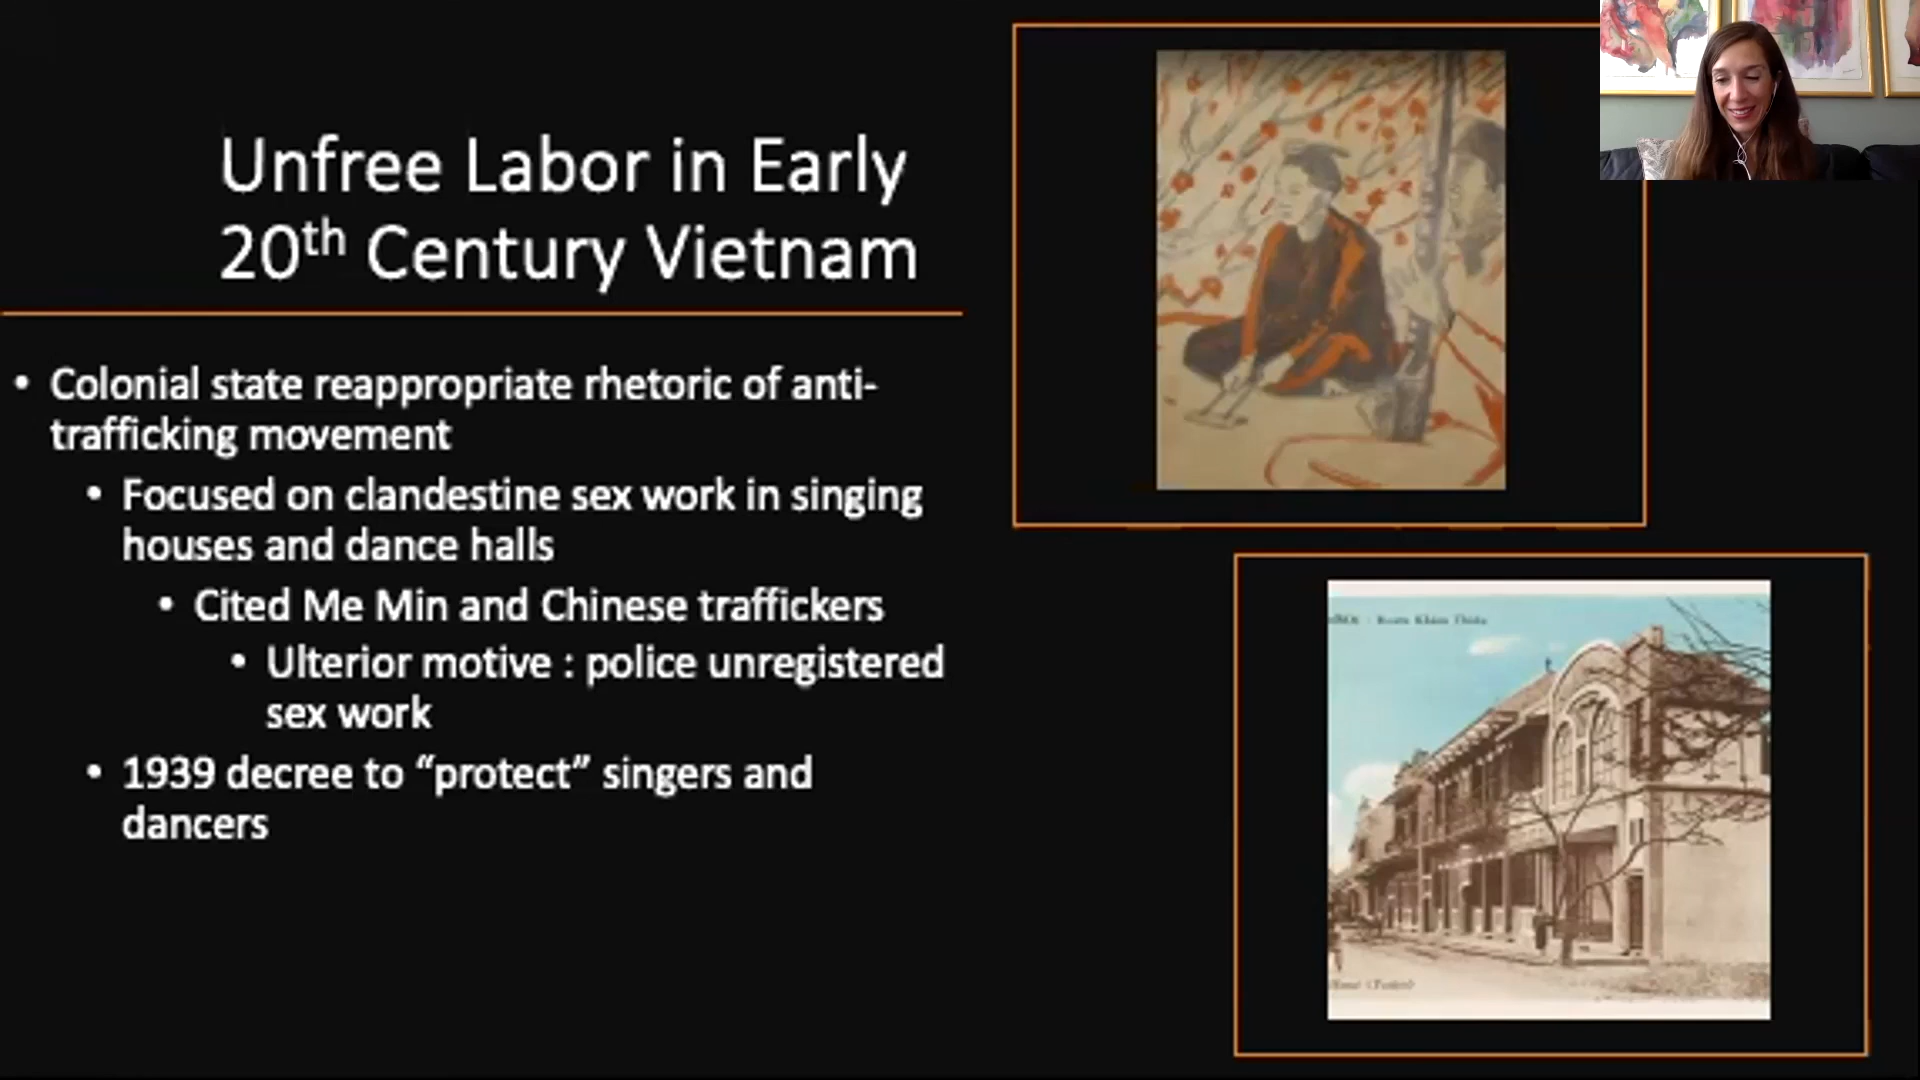 Unfree Labor in Early
20th Century Vietnam
• Colonial state reappropriate rhetoric of anti-
trafficking movement
• Focused on clandestine sex work in singing
houses and dance halls
• Cited Me Min and Chinese traffickers
• Ulterior motive : police unregistered
sex work
• 1939 decree to “protect” singers and
dancers